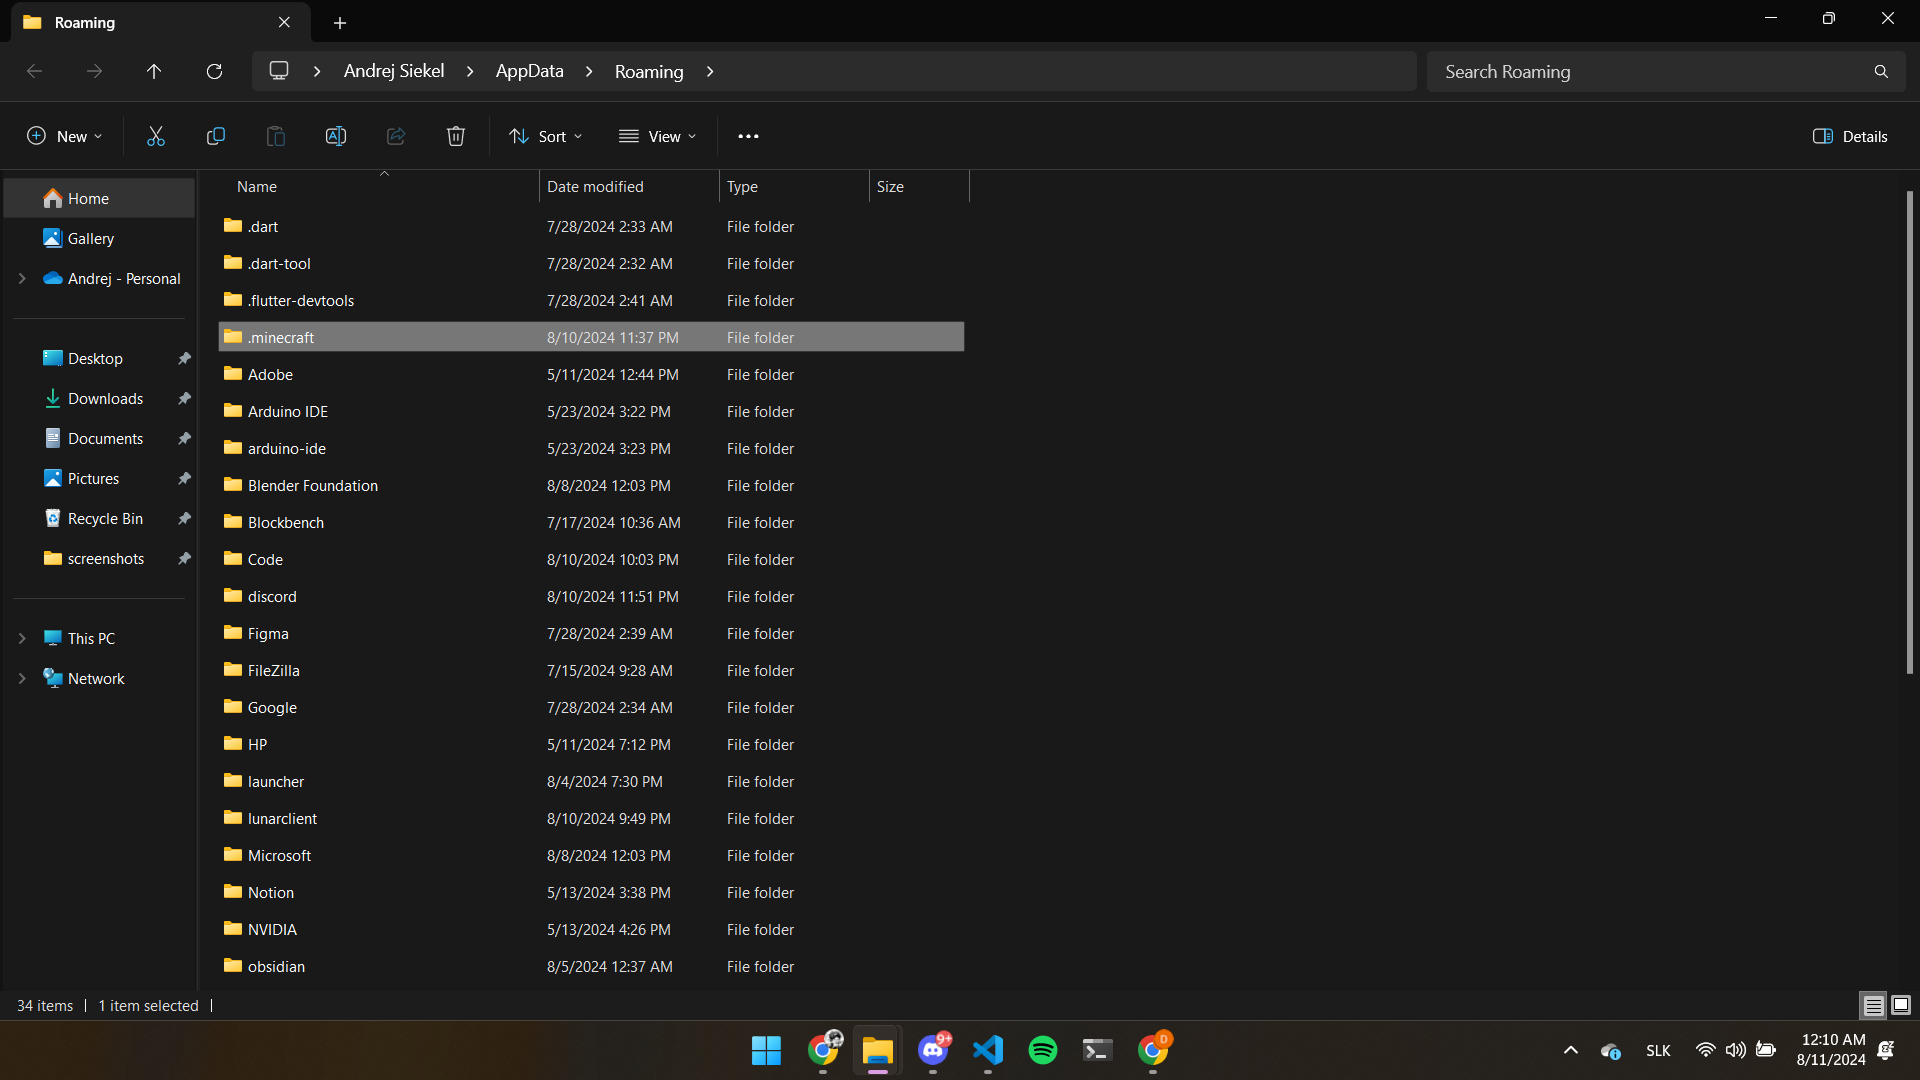 Roaming
Andrej Siekel > AppData > Roaming >
Search Roaming
New
Sort
View
Details
Name Date modified Type Size
Home
Gallery
Andrej - Personal
Desktop
Downloads
Documents
Pictures
Recycle Bin
screenshots
This PC
Network
.dart 7/28/2024 2:33 AM File folder
.dart-tool 7/28/2024 2:32 AM File folder
.flutter-devtools 7/28/2024 2:41 AM File folder
.minecraft 8/10/2024 11:37 PM File folder
Adobe 5/11/2024 12:44 PM File folder
Arduino IDE 5/23/2024 3:22 PM File folder
arduino-ide 5/23/2024 3:23 PM File folder
Blender Foundation 8/8/2024 12:03 PM File folder
Blockbench 7/17/2024 10:36 AM File folder
Code 8/10/2024 10:03 PM File folder
discord 8/10/2024 11:51 PM File folder
Figma 7/28/2024 2:39 AM File folder
FileZilla 7/15/2024 9:28 AM File folder
Google 7/28/2024 2:34 AM File folder
HP 5/11/2024 7:12 PM File folder
launcher 8/4/2024 7:30 PM File folder
lunarclient 8/10/2024 9:49 PM File folder
Microsoft 8/8/2024 12:03 PM File folder
Notion 5/13/2024 3:38 PM File folder
NVIDIA 5/13/2024 4:26 PM File folder
obsidian 8/5/2024 12:37 AM File folder
34 items | 1 item selected |
9+
D
SLK
12:10 AM
8/11/2024